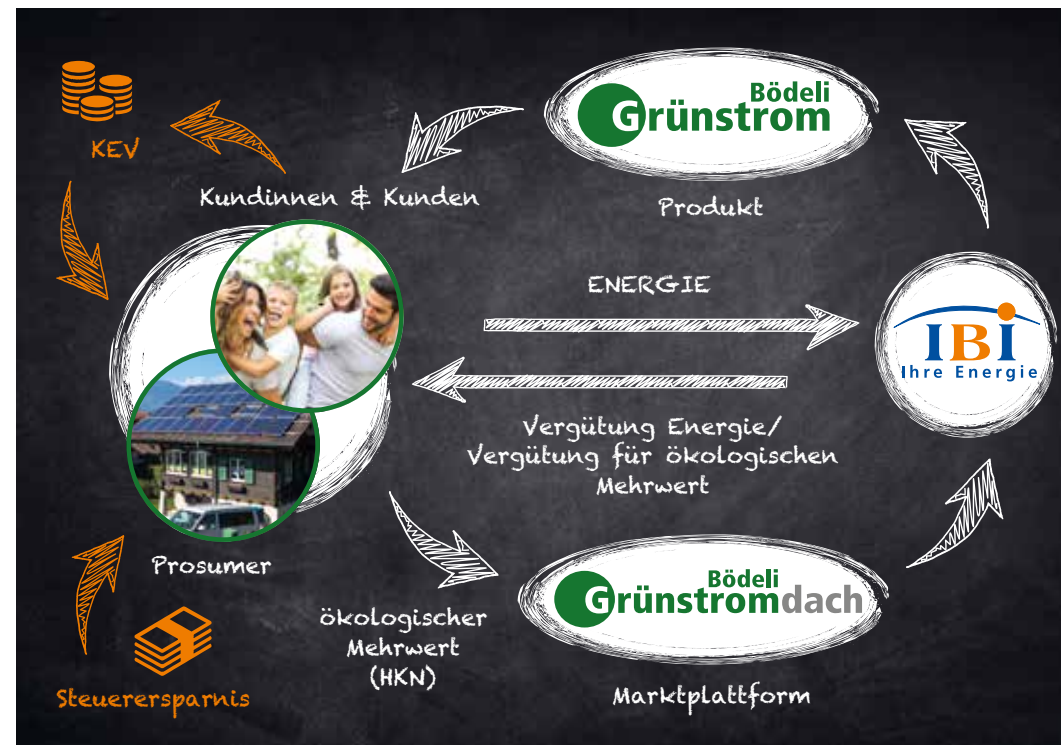 Bödeli
Grünstrom
Produkt
KEV
Kundinnen & Kunden
ENERGIE
IBI
Ihre Energie
Vergütung Energie/
Vergütung für ökologischen
Mehrwert
Prosumer
Steuerersparnis
ökologischer
Mehrwert
(HKN)
Bödeli
Grünstromdach
Marktplattform